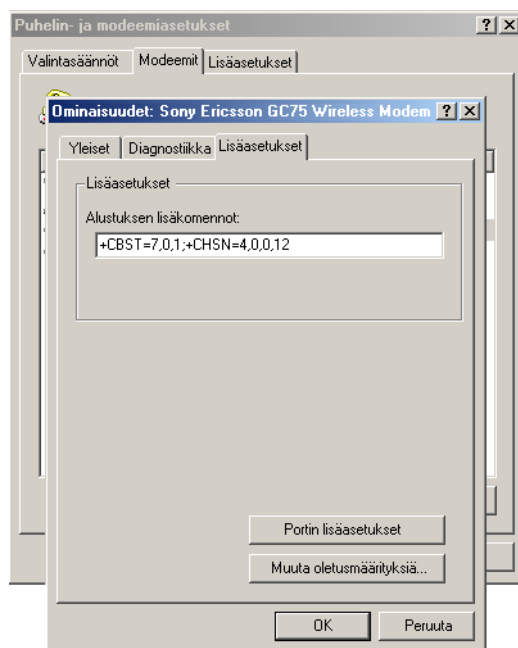 Puhelin- ja modeemiasetukset
Valintasäännöt Modeemit Lisäasetukset
Ominaisuudet: Sony Ericsson GC75 Wireless Modem
Yleiset Diagnostiikka Lisäasetukset
Lisäasetukset
Alustuksen lisäkomennot:
+CBST=7,0,1;+CHSN=4,0,0,12
Portin lisäasetukset
Muuta oletusmäärityksiä...
OK Peruuta